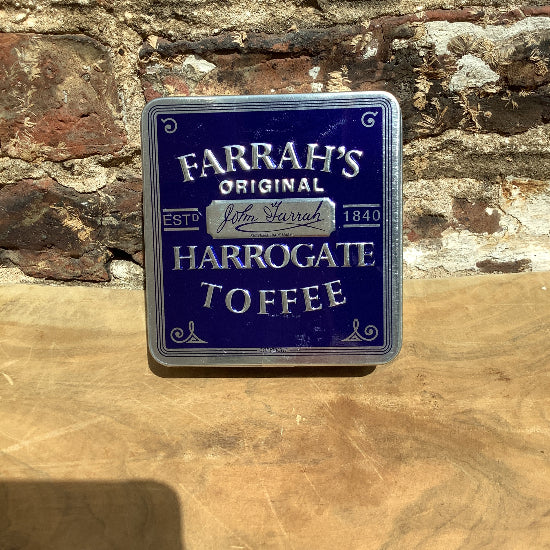 FARRAH'S
ORIGINAL
John Farrah
ESTD 1840
HARROGATE
TOFFEE